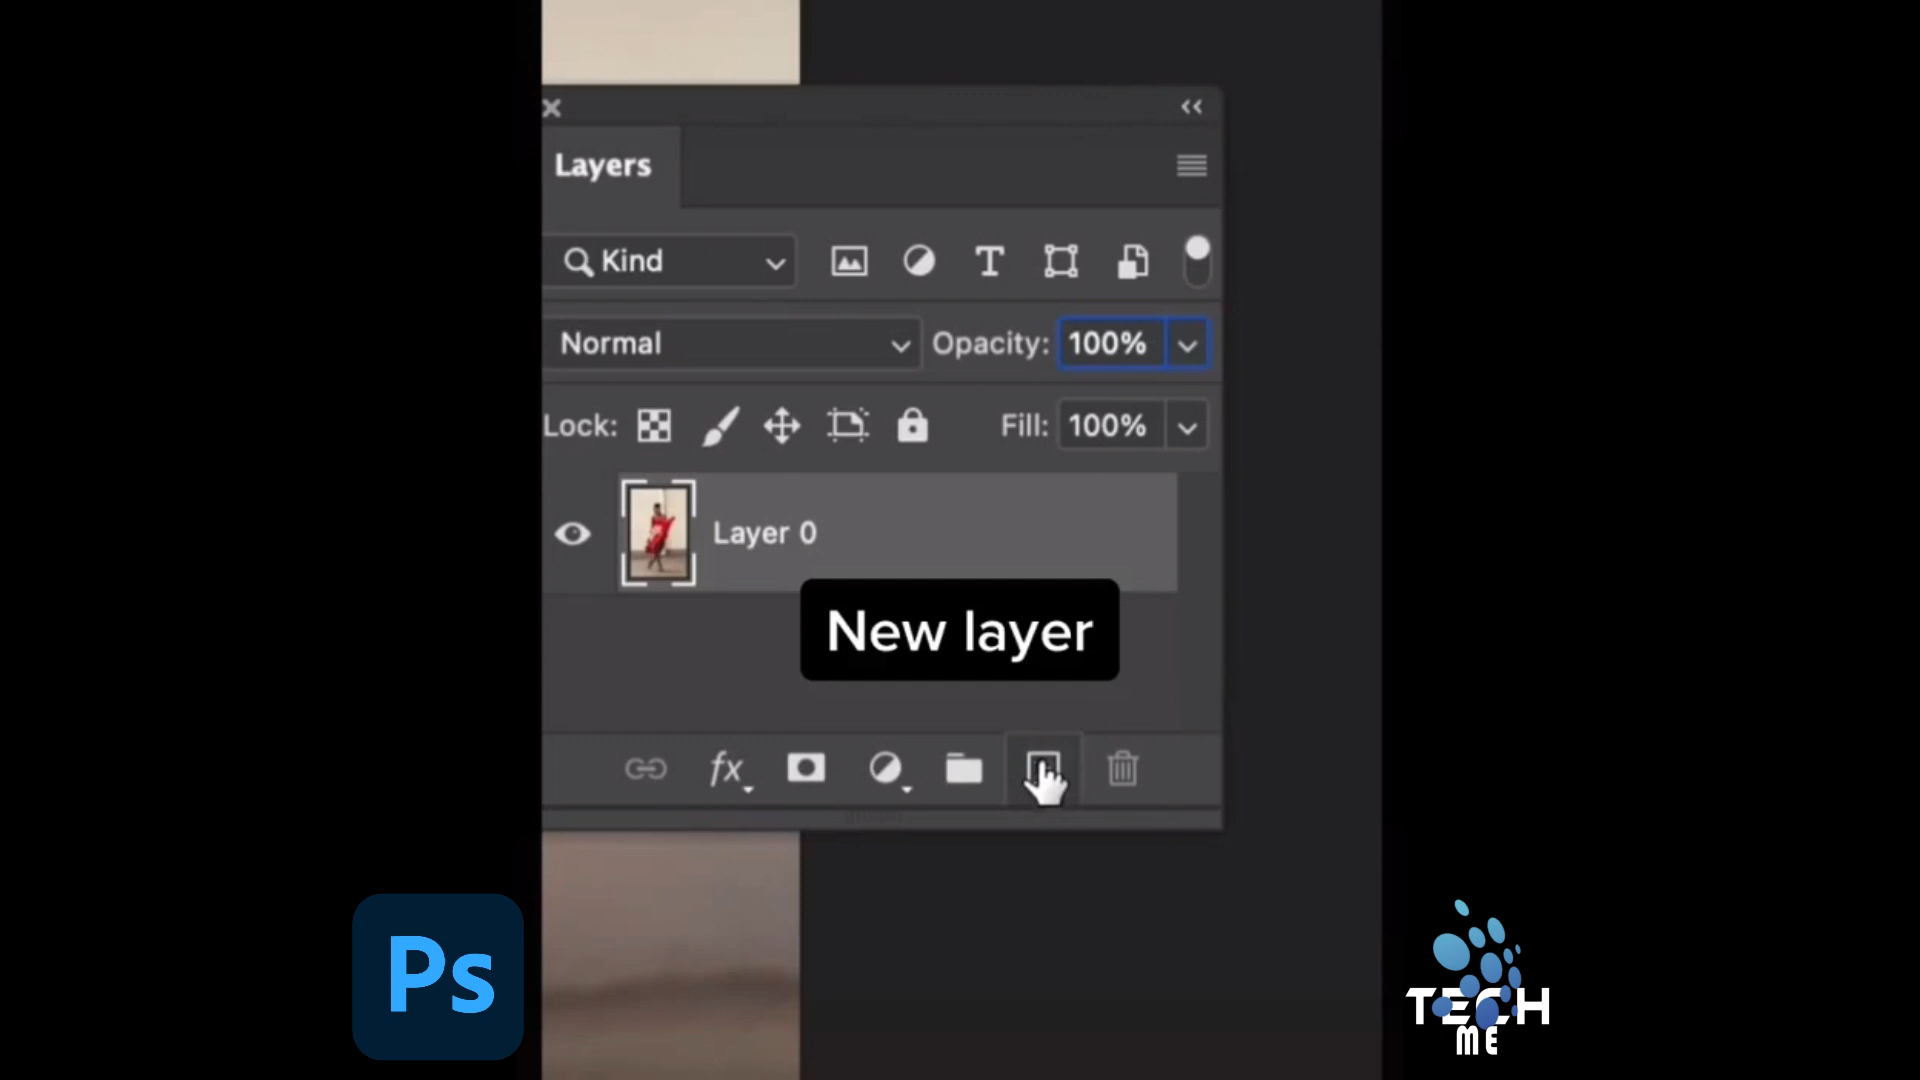 Layers
Kind
Normal
Opacity: 100%
Lock:
Fill: 100%
Layer 0
New layer
fx
Ps
TECH
ME